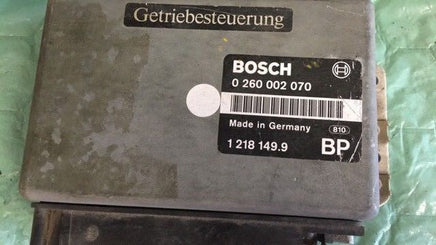 Getriebesteuerung
BOSCH
0 260 002 070
Made in Germany B10
1 218 149.9 BP